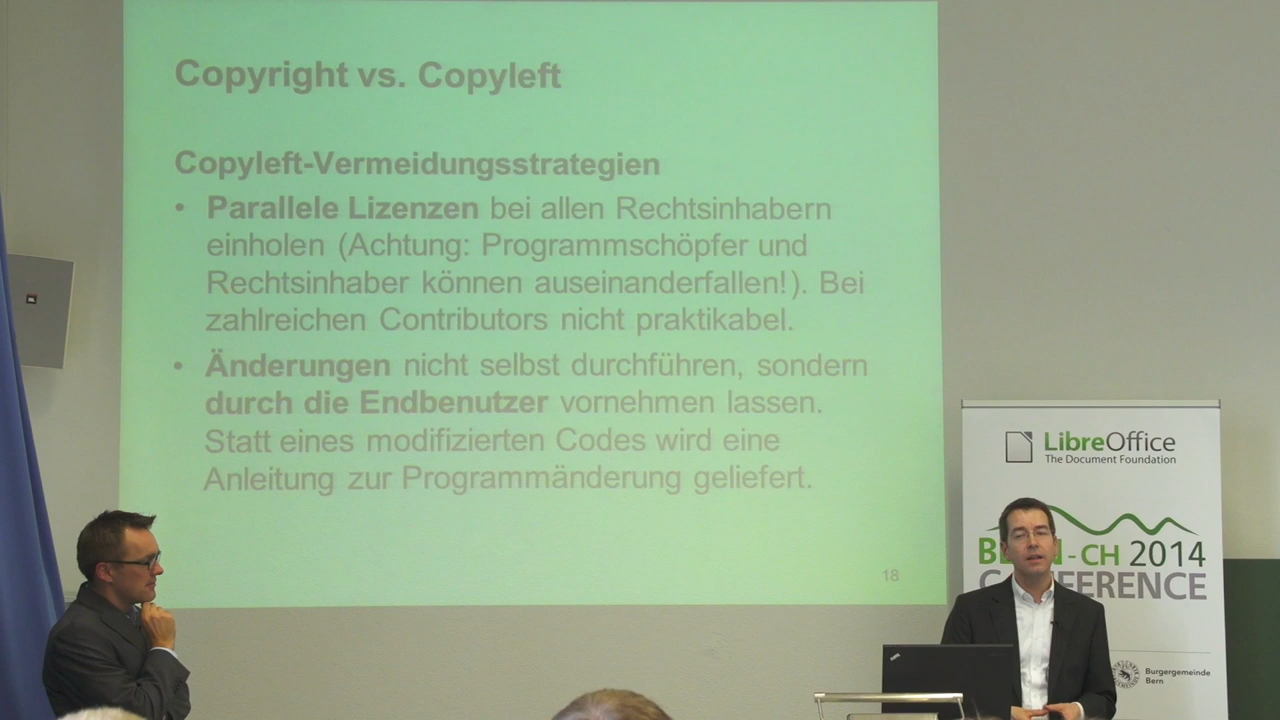 Copyright vs. Copyleft
Copyleft-Vermeidungsstrategien
• Parallele Lizenzen bei allen Rechtsinhabern
einholen (Achtung: Programmschöpfer und
Rechtsinhaber können auseinanderfallen!). Bei
zahlreichen Contributors nicht praktikabel.
• Änderungen nicht selbst durchführen, sondern
durch die Endbenutzer vornehmen lassen.
Statt eines modifizierten Codes wird eine
Anleitung zur Programmänderung geliefert.
18
LibreOffice
The Document Foundation
- CH 2014
Burgergemeinde
Bern